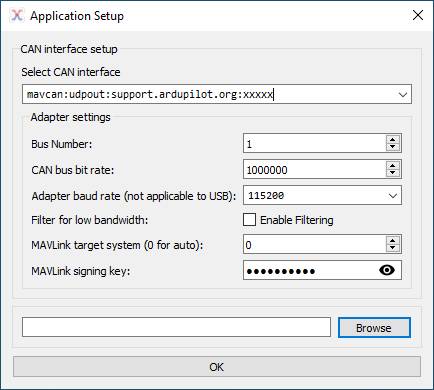 Application Setup
CAN interface setup
Select CAN interface
mavcan:udpout:support.ardupilot.org:xxxxx
Adapter settings
Bus Number: 1
CAN bus bit rate: 1000000
Adapter baud rate (not applicable to USB): 115200
Filter for low bandwidth: Enable Filtering
MAVLink target system (0 for auto): 0
MAVLink signing key: ●●●●●●●●●●
Browse
OK